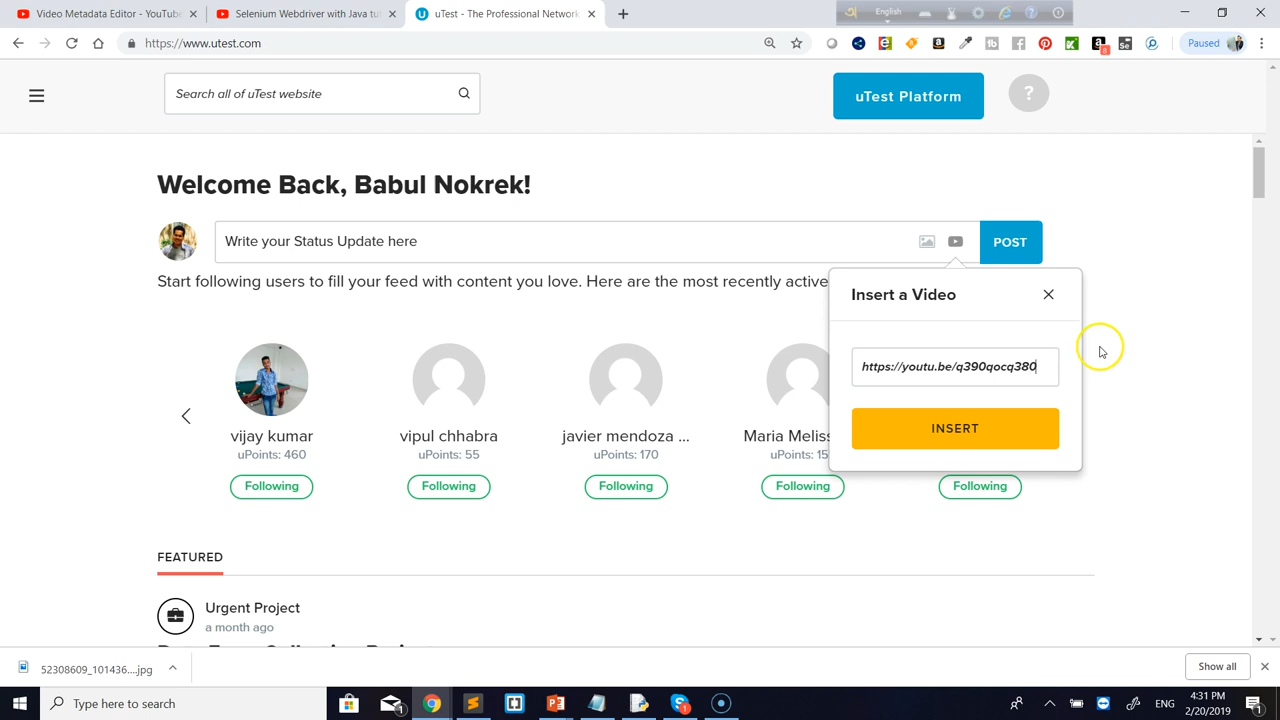 Video Metadata Editor - YouTub
Selenium Webdriver with Java tu
uTest - The Professional Network
English
https://www.utest.com
Paused
Search all of uTest website
uTest Platform
?
Welcome Back, Babul Nokrek!
Write your Status Update here
POST
Start following users to fill your feed with content you love. Here are the most recently active
Insert a Video
https://youtu.be/q390qocq380
INSERT
vijay kumar
vipul chhabra
javier mendoza ...
Maria Meliss
uPoints: 460
uPoints: 55
uPoints: 170
uPoints: 15
Following
Following
Following
Following
Following
FEATURED
Urgent Project
a month ago
52308609_101436....jpg
Show all
Type here to search
ENG
4:31 PM
2/20/2019